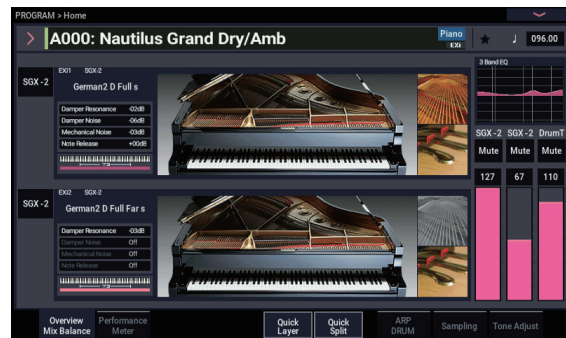 PROGRAM > Home
A000: Nautilus Grand Dry/Amb
Piano
EXi
♩ 096.00
EXI1 SGX-2
SGX-2
German2 D Full s
Damper Resonance -02dB
Damper Noise -06dB
Mechanical Noise -03dB
Note Release +00dB
73
3 Band EQ
SGX-2 SGX-2 DrumT
Mute Mute Mute
127 67 110
EXI2 SGX-2
SGX-2
German2 D Full Far s
Damper Resonance -03dB
Damper Noise Off
Mechanical Noise Off
Note Release Off
73
Overview
Mix Balance
Performance
Meter
Quick
Layer
Quick
Split
ARP
DRUM
Sampling
Tone Adjust